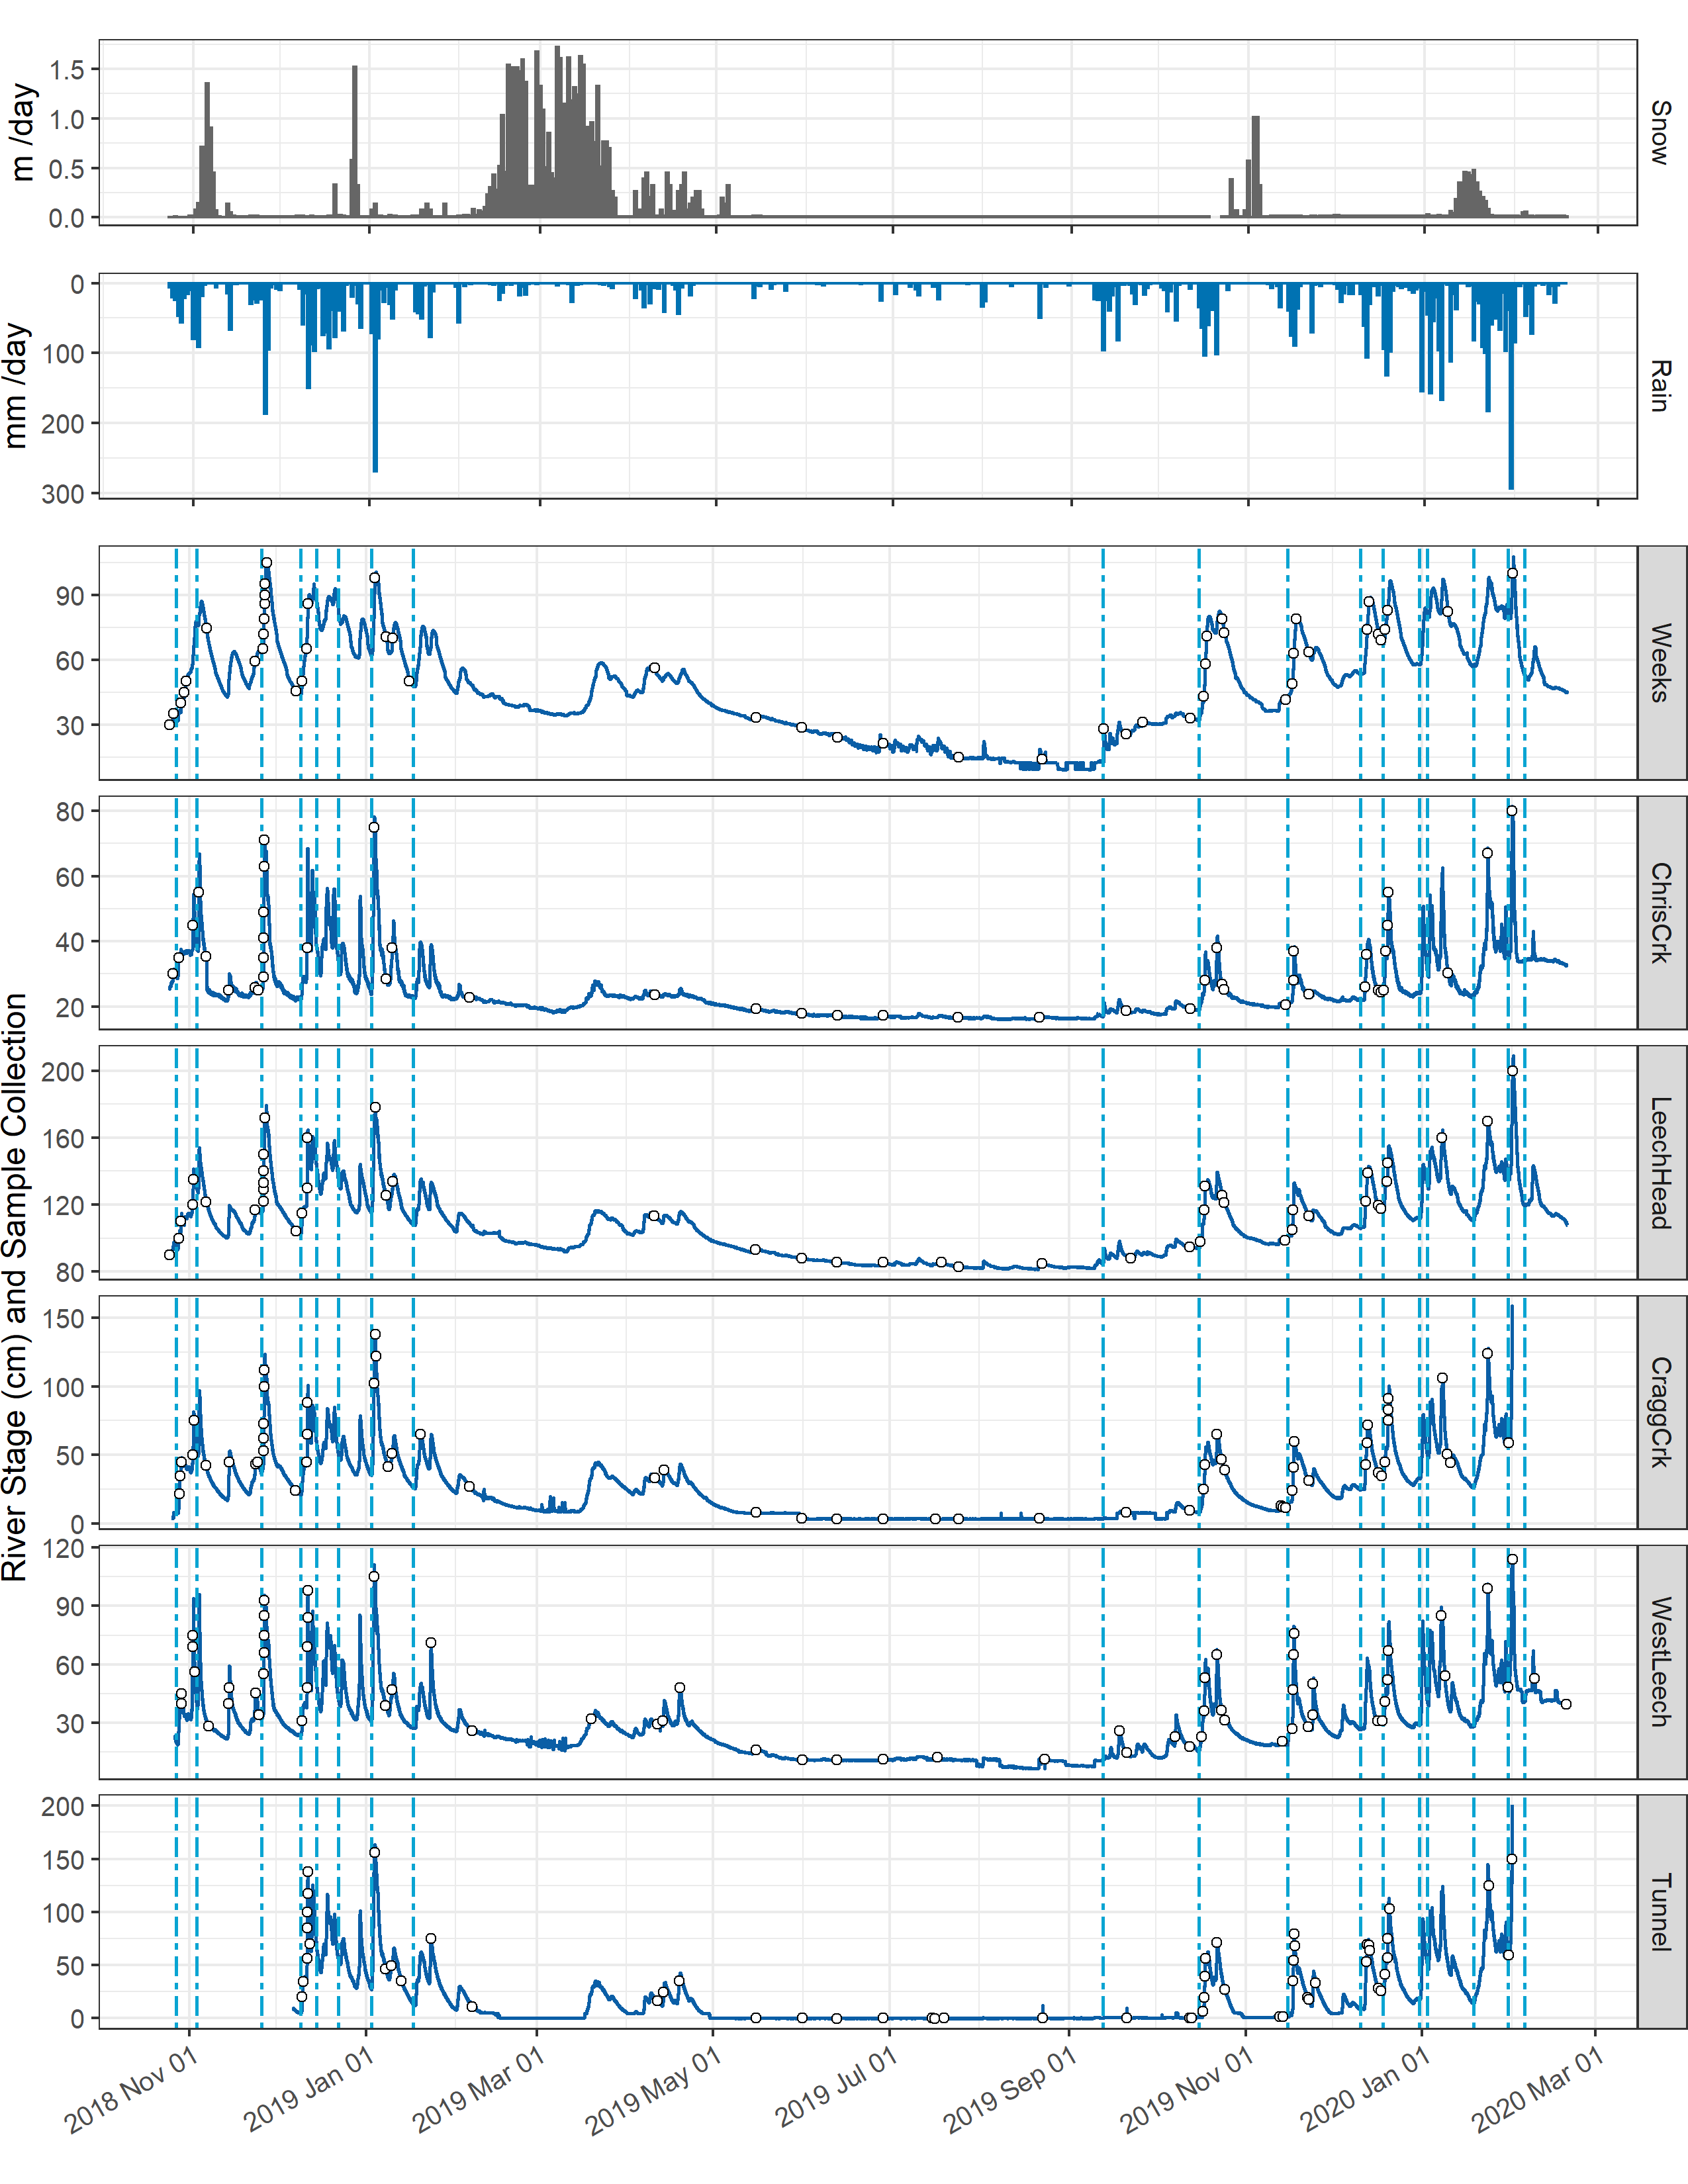 m /day
1.5
1.0
0.5
0.0
Snow
mm /day
0
100
200
300
Rain
River Stage (cm) and Sample Collection
90
60
30
Weeks
80
60
40
20
ChrisCrk
200
160
120
80
LeechHead
150
100
50
0
CraggCrk
120
90
60
30
WestLeech
200
150
100
50
0
Tunnel
2018 Nov 01
2019 Jan 01
2019 Mar 01
2019 May 01
2019 Jul 01
2019 Sep 01
2019 Nov 01
2020 Jan 01
2020 Mar 01